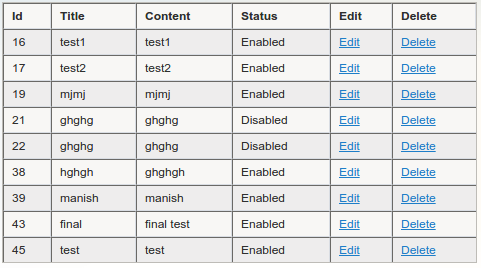 Id Title Content Status Edit Delete
16 test1 test1 Enabled Edit Delete
17 test2 test2 Enabled Edit Delete
19 mjmj mjmj Enabled Edit Delete
21 ghghg ghghg Disabled Edit Delete
22 ghghg ghghg Disabled Edit Delete
38 hghgh ghghgh Enabled Edit Delete
39 manish manish Enabled Edit Delete
43 final final test Enabled Edit Delete
45 test test Enabled Edit Delete